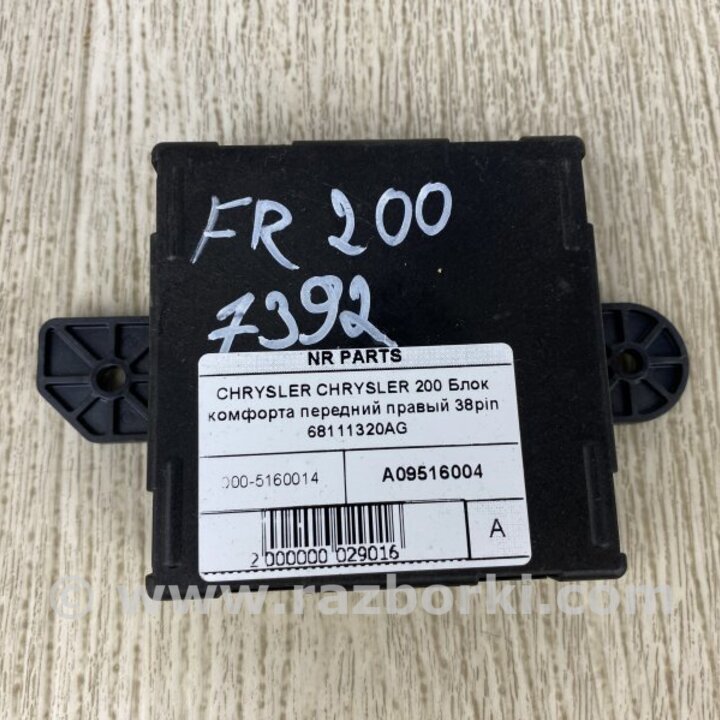 FR 200
7392
NR PARTS
CHRYSLER CHRYSLER 200 Блок
комфорта передний правый 38pin
68111320AG
000-5160014
A09516004
2 000000 029016
A
© www.razborki.com